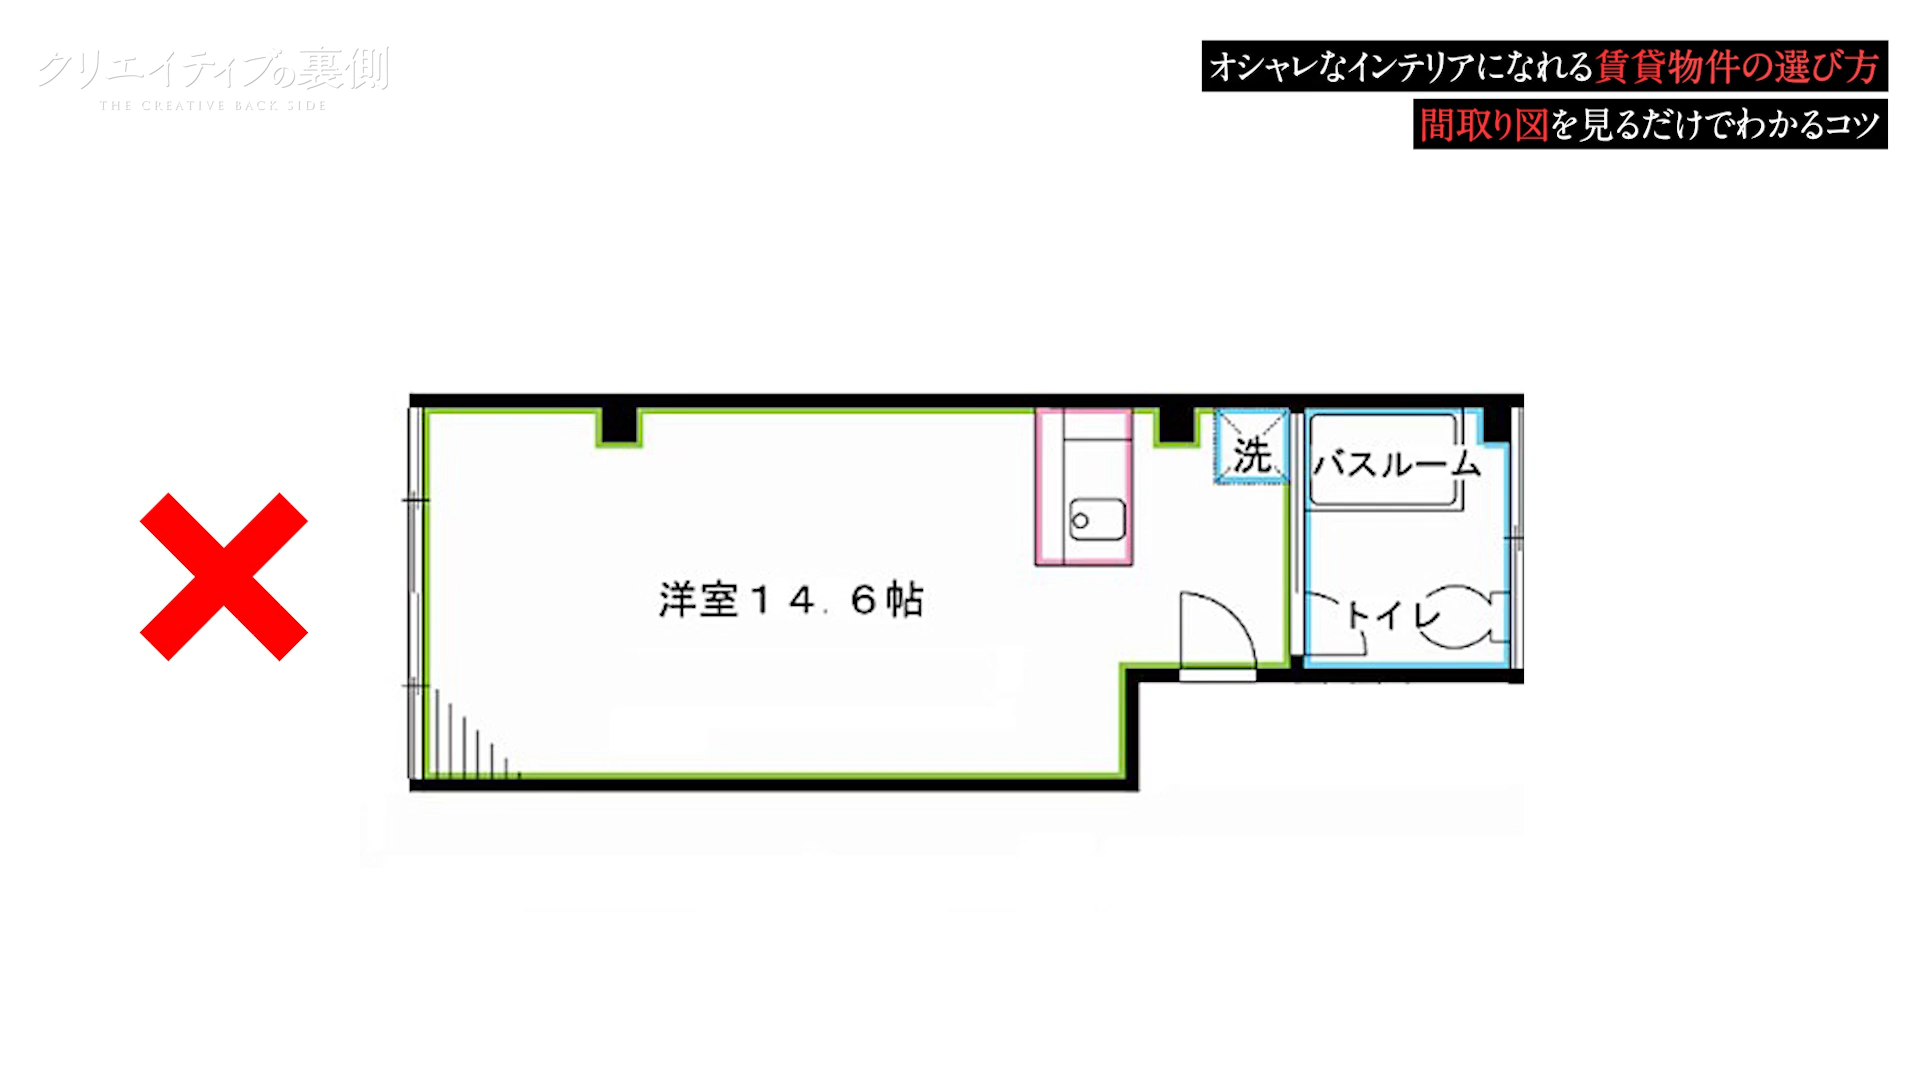 クリエイティブの裏側
THE CREATIVE BACK SIDE
オシャレなインテリアになれる賃貸物件の選び方
間取り図を見るだけでわかるコツ
洗
バスルーム
洋室14.6帖
トイレ